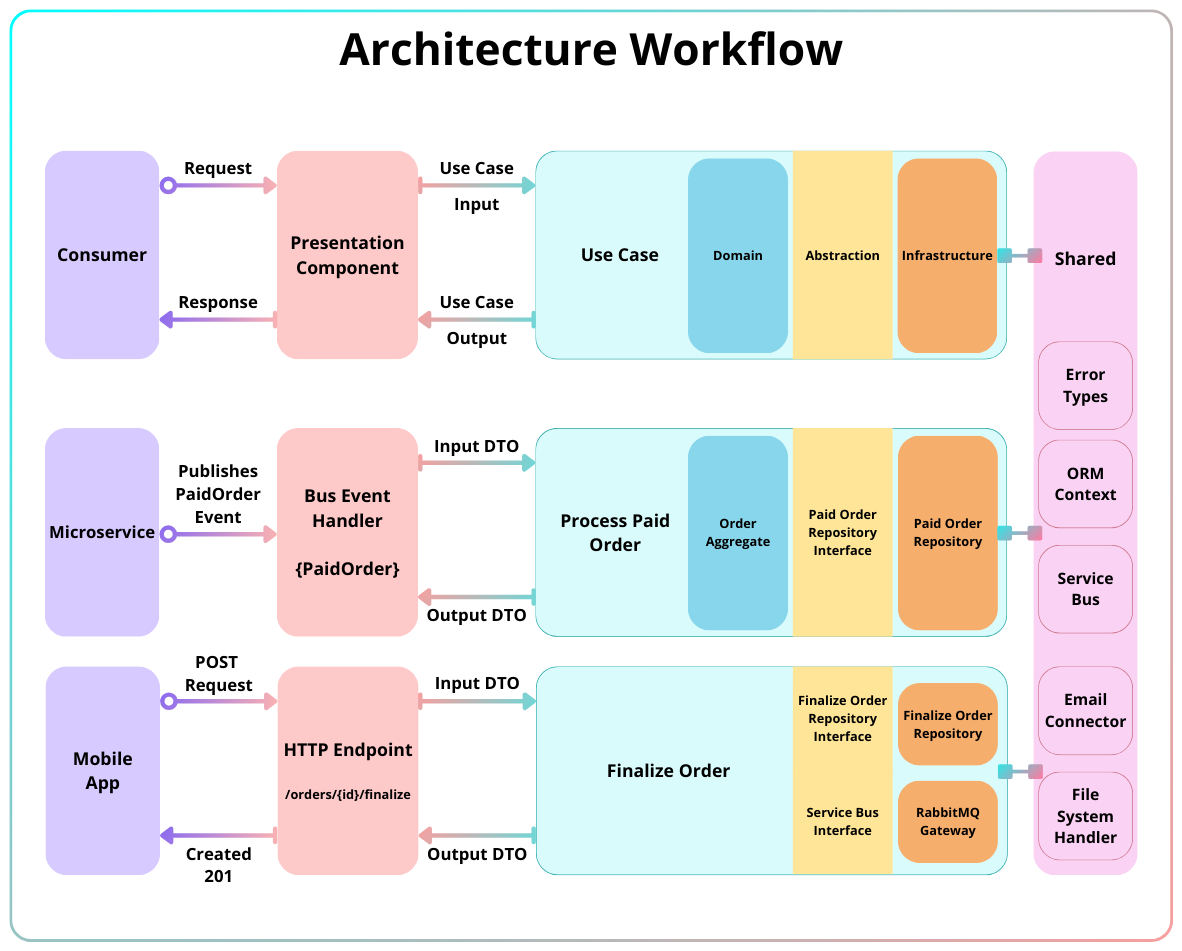 Architecture Workflow
Consumer
Request
Response
Presentation
Component
Use Case
Input
Use Case
Output
Use Case
Domain
Abstraction
Infrastructure
Shared
Error
Types
ORM
Context
Service
Bus
Email
Connector
File
System
Handler
Microservice
Publishes
PaidOrder
Event
Bus Event
Handler
{PaidOrder}
Input DTO
Output DTO
Process Paid
Order
Order
Aggregate
Paid Order
Repository
Interface
Paid Order
Repository
Mobile
App
POST
Request
Created
201
HTTP Endpoint
/orders/{id}/finalize
Input DTO
Output DTO
Finalize Order
Finalize Order
Repository
Interface
Service Bus
Interface
Finalize Order
Repository
RabbitMQ
Gateway